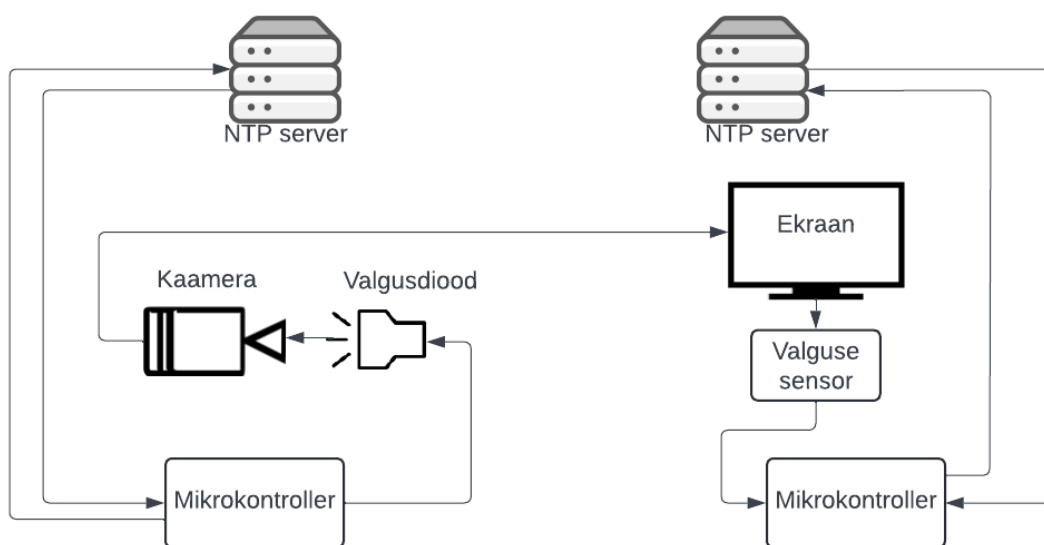 NTP server
NTP server
Ekraan
Kaamera
Valgusdiood
Valguse
sensor
Mikrokontroller
Mikrokontroller